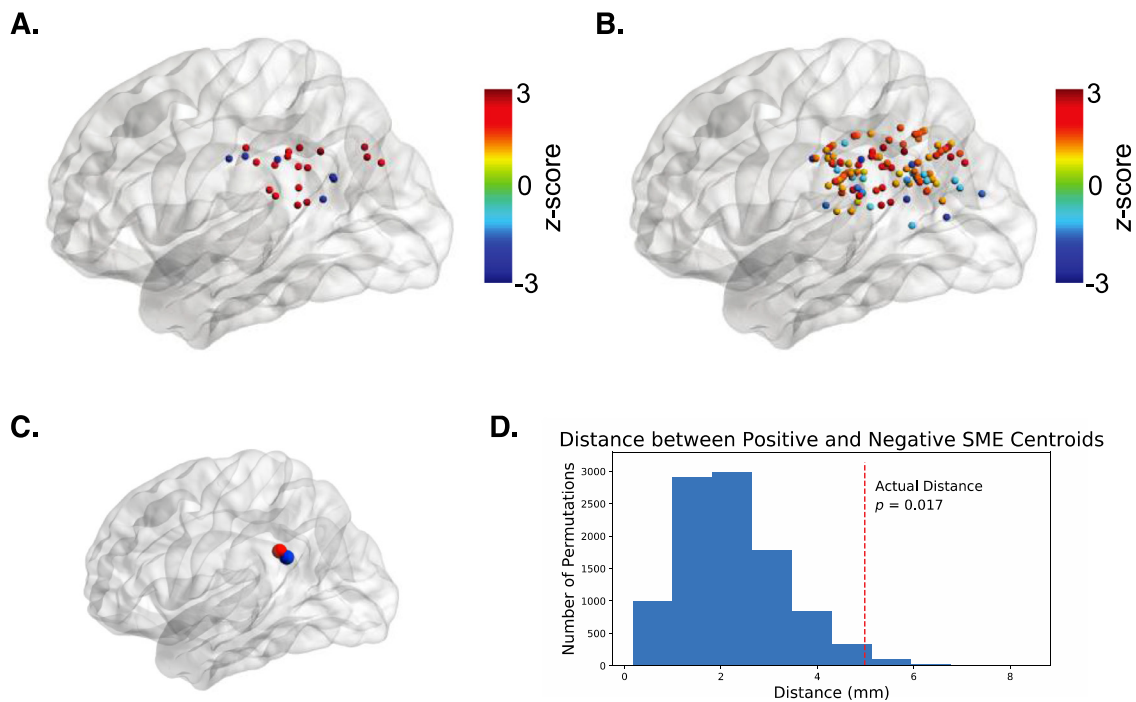 A.
B.
3
0
-3
z-score
3
0
-3
z-score
C.
D.
Distance between Positive and Negative SME Centroids
Number of Permutations
3000
2500
2000
1500
1000
500
0
Actual Distance
p = 0.017
0 2 4 6 8
Distance (mm)